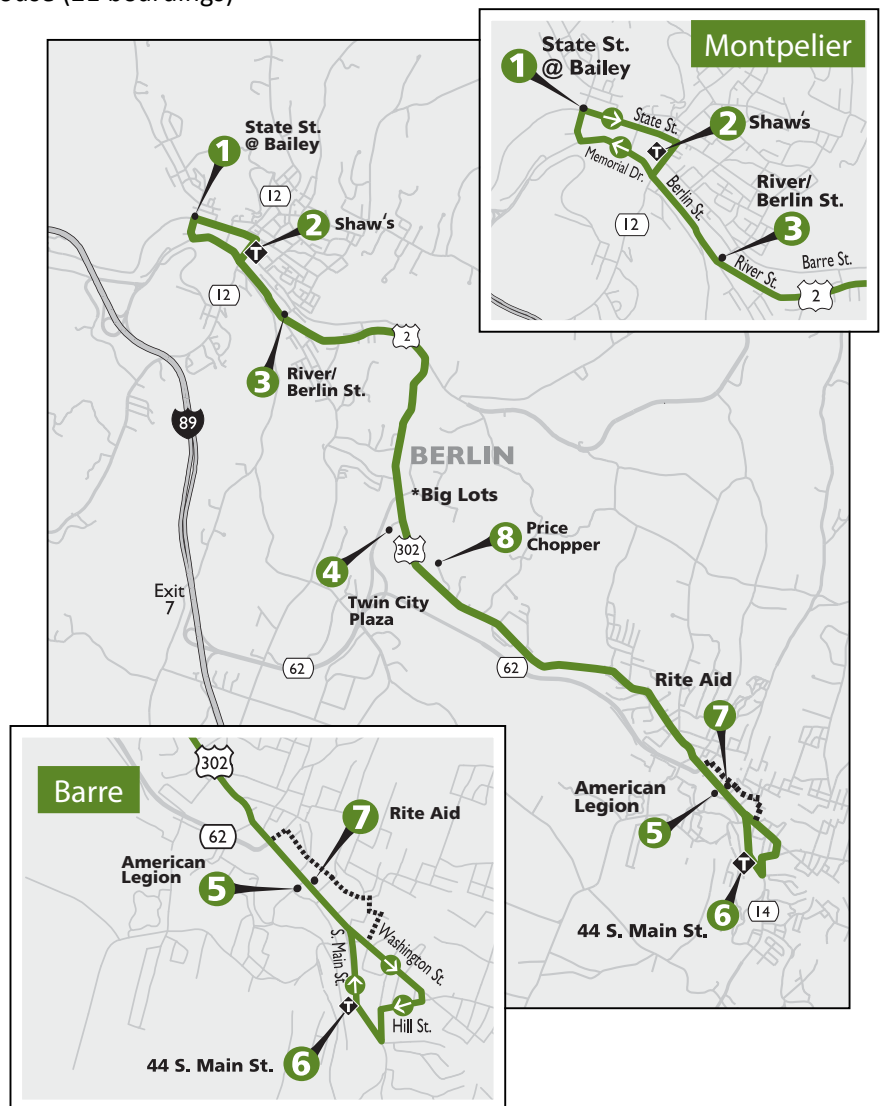 ouse (21 boardings)
Montpelier
1
State St.
@ Bailey
State St.
2
Shaw's
Memorial Dr.
Berlin St.
River/
Berlin St.
3
12
River St.
Barre St.
2
1
State St.
@ Bailey
12
2
Shaw's
12
3
River/
Berlin St.
2
89
BERLIN
*Big Lots
302
8
Price
Chopper
4
Exit
7
Twin City
Plaza
62
62
Rite Aid
7
American
Legion
5
6
14
44 S. Main St.
Barre
302
62
7
Rite Aid
American
Legion
5
S. Main St.
Washington St.
Hill St.
44 S. Main St.
6
T
T
T
T